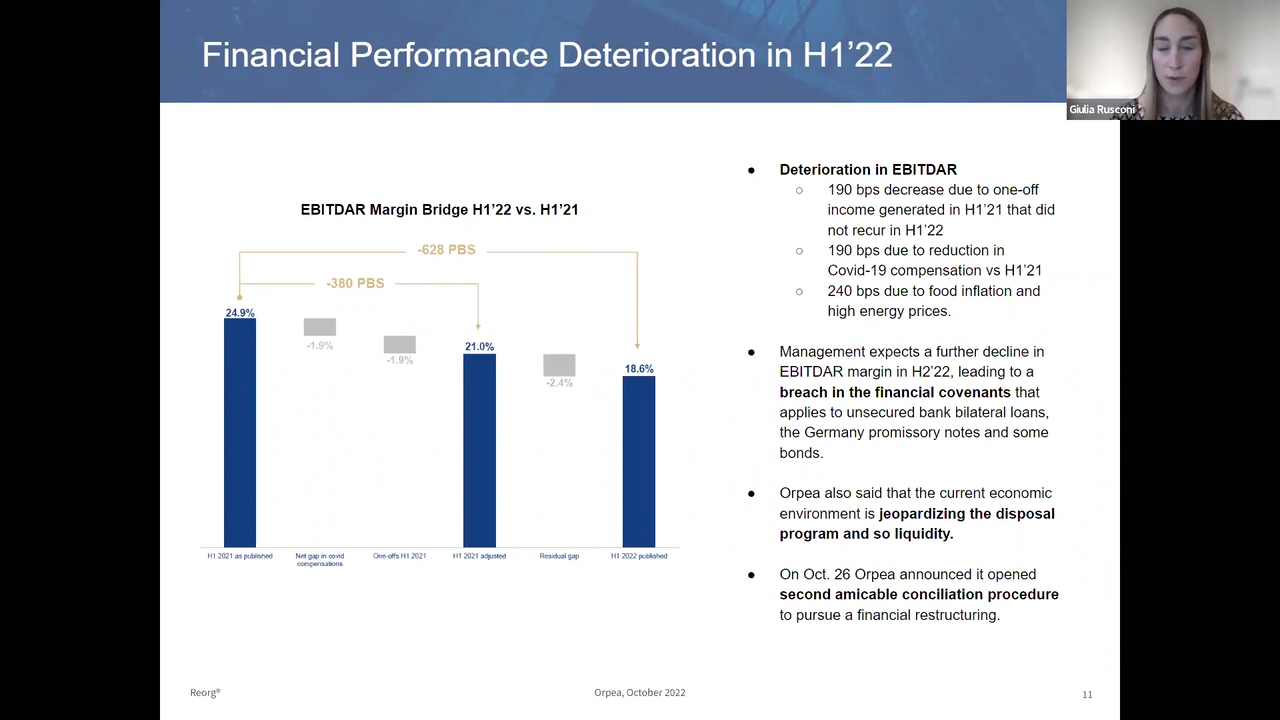 Financial Performance Deterioration in H1’22
Giulia Rusconi
EBITDAR Margin Bridge H1’22 vs. H1’21
-628 PBS
-380 PBS
24.9%
-1.9%
-1.9%
21.0%
-2.4%
18.6%
H1 2021 as published
Net gap in covid
compensations
One-offs H1 2021
H1 2021 adjusted
Residual gap
H1 2022 published
● Deterioration in EBITDAR
○ 190 bps decrease due to one-off
income generated in H1’21 that did
not recur in H1’22
○ 190 bps due to reduction in
Covid-19 compensation vs H1’21
○ 240 bps due to food inflation and
high energy prices.
● Management expects a further decline in
EBITDAR margin in H2’22, leading to a
breach in the financial covenants that
applies to unsecured bank bilateral loans,
the Germany promissory notes and some
bonds.
● Orpea also said that the current economic
environment is jeopardizing the disposal
program and so liquidity.
● On Oct. 26 Orpea announced it opened
second amicable conciliation procedure
to pursue a financial restructuring.
Reorg®
Orpea, October 2022
11